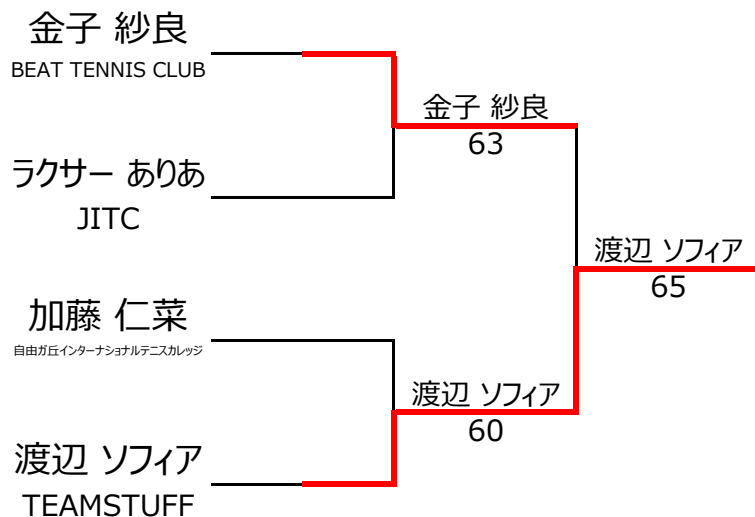 金子 紗良
BEAT TENNIS CLUB
金子 紗良
63
ラクサー ありあ
JITC
渡辺 ソフィア
65
加藤 仁菜
自由ガ丘インターナショナルテニスカレッジ
渡辺 ソフィア
60
渡辺 ソフィア
TEAMSTUFF